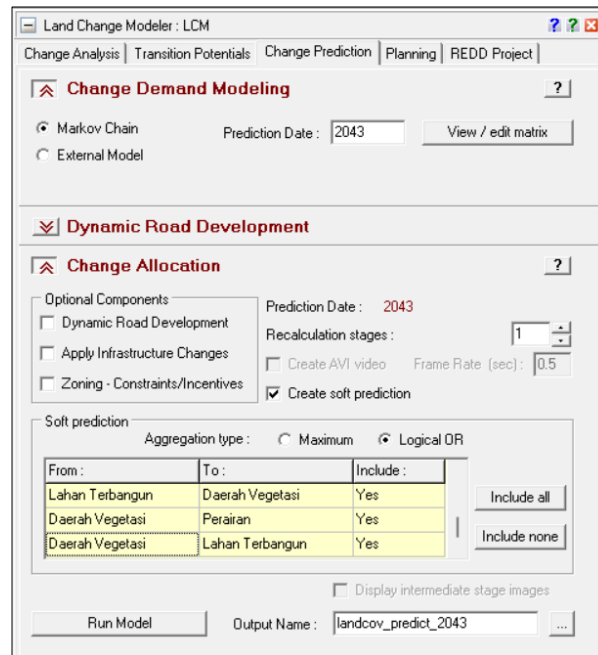 Land Change Modeler : LCM
Change Analysis | Transition Potentials | Change Prediction | Planning | REDD Project
Change Demand Modeling ?
Markov Chain Prediction Date : 2043 View / edit matrix
External Model
Dynamic Road Development
Change Allocation ?
Optional Components Prediction Date : 2043
Dynamic Road Development Recalculation stages : 1
Apply Infrastructure Changes Create AVI video Frame Rate (sec) : 0.5
Zoning - Constraints/Incentives Create soft prediction
Soft prediction
Aggregation type : Maximum Logical OR
From : To : Include :
Lahan Terbangun Daerah Vegetasi Yes Include all
Daerah Vegetasi Perairan Yes
Daerah Vegetasi Lahan Terbangun Yes Include none
Display intermediate stage images
Run Model Output Name : landcov_predict_2043 ...